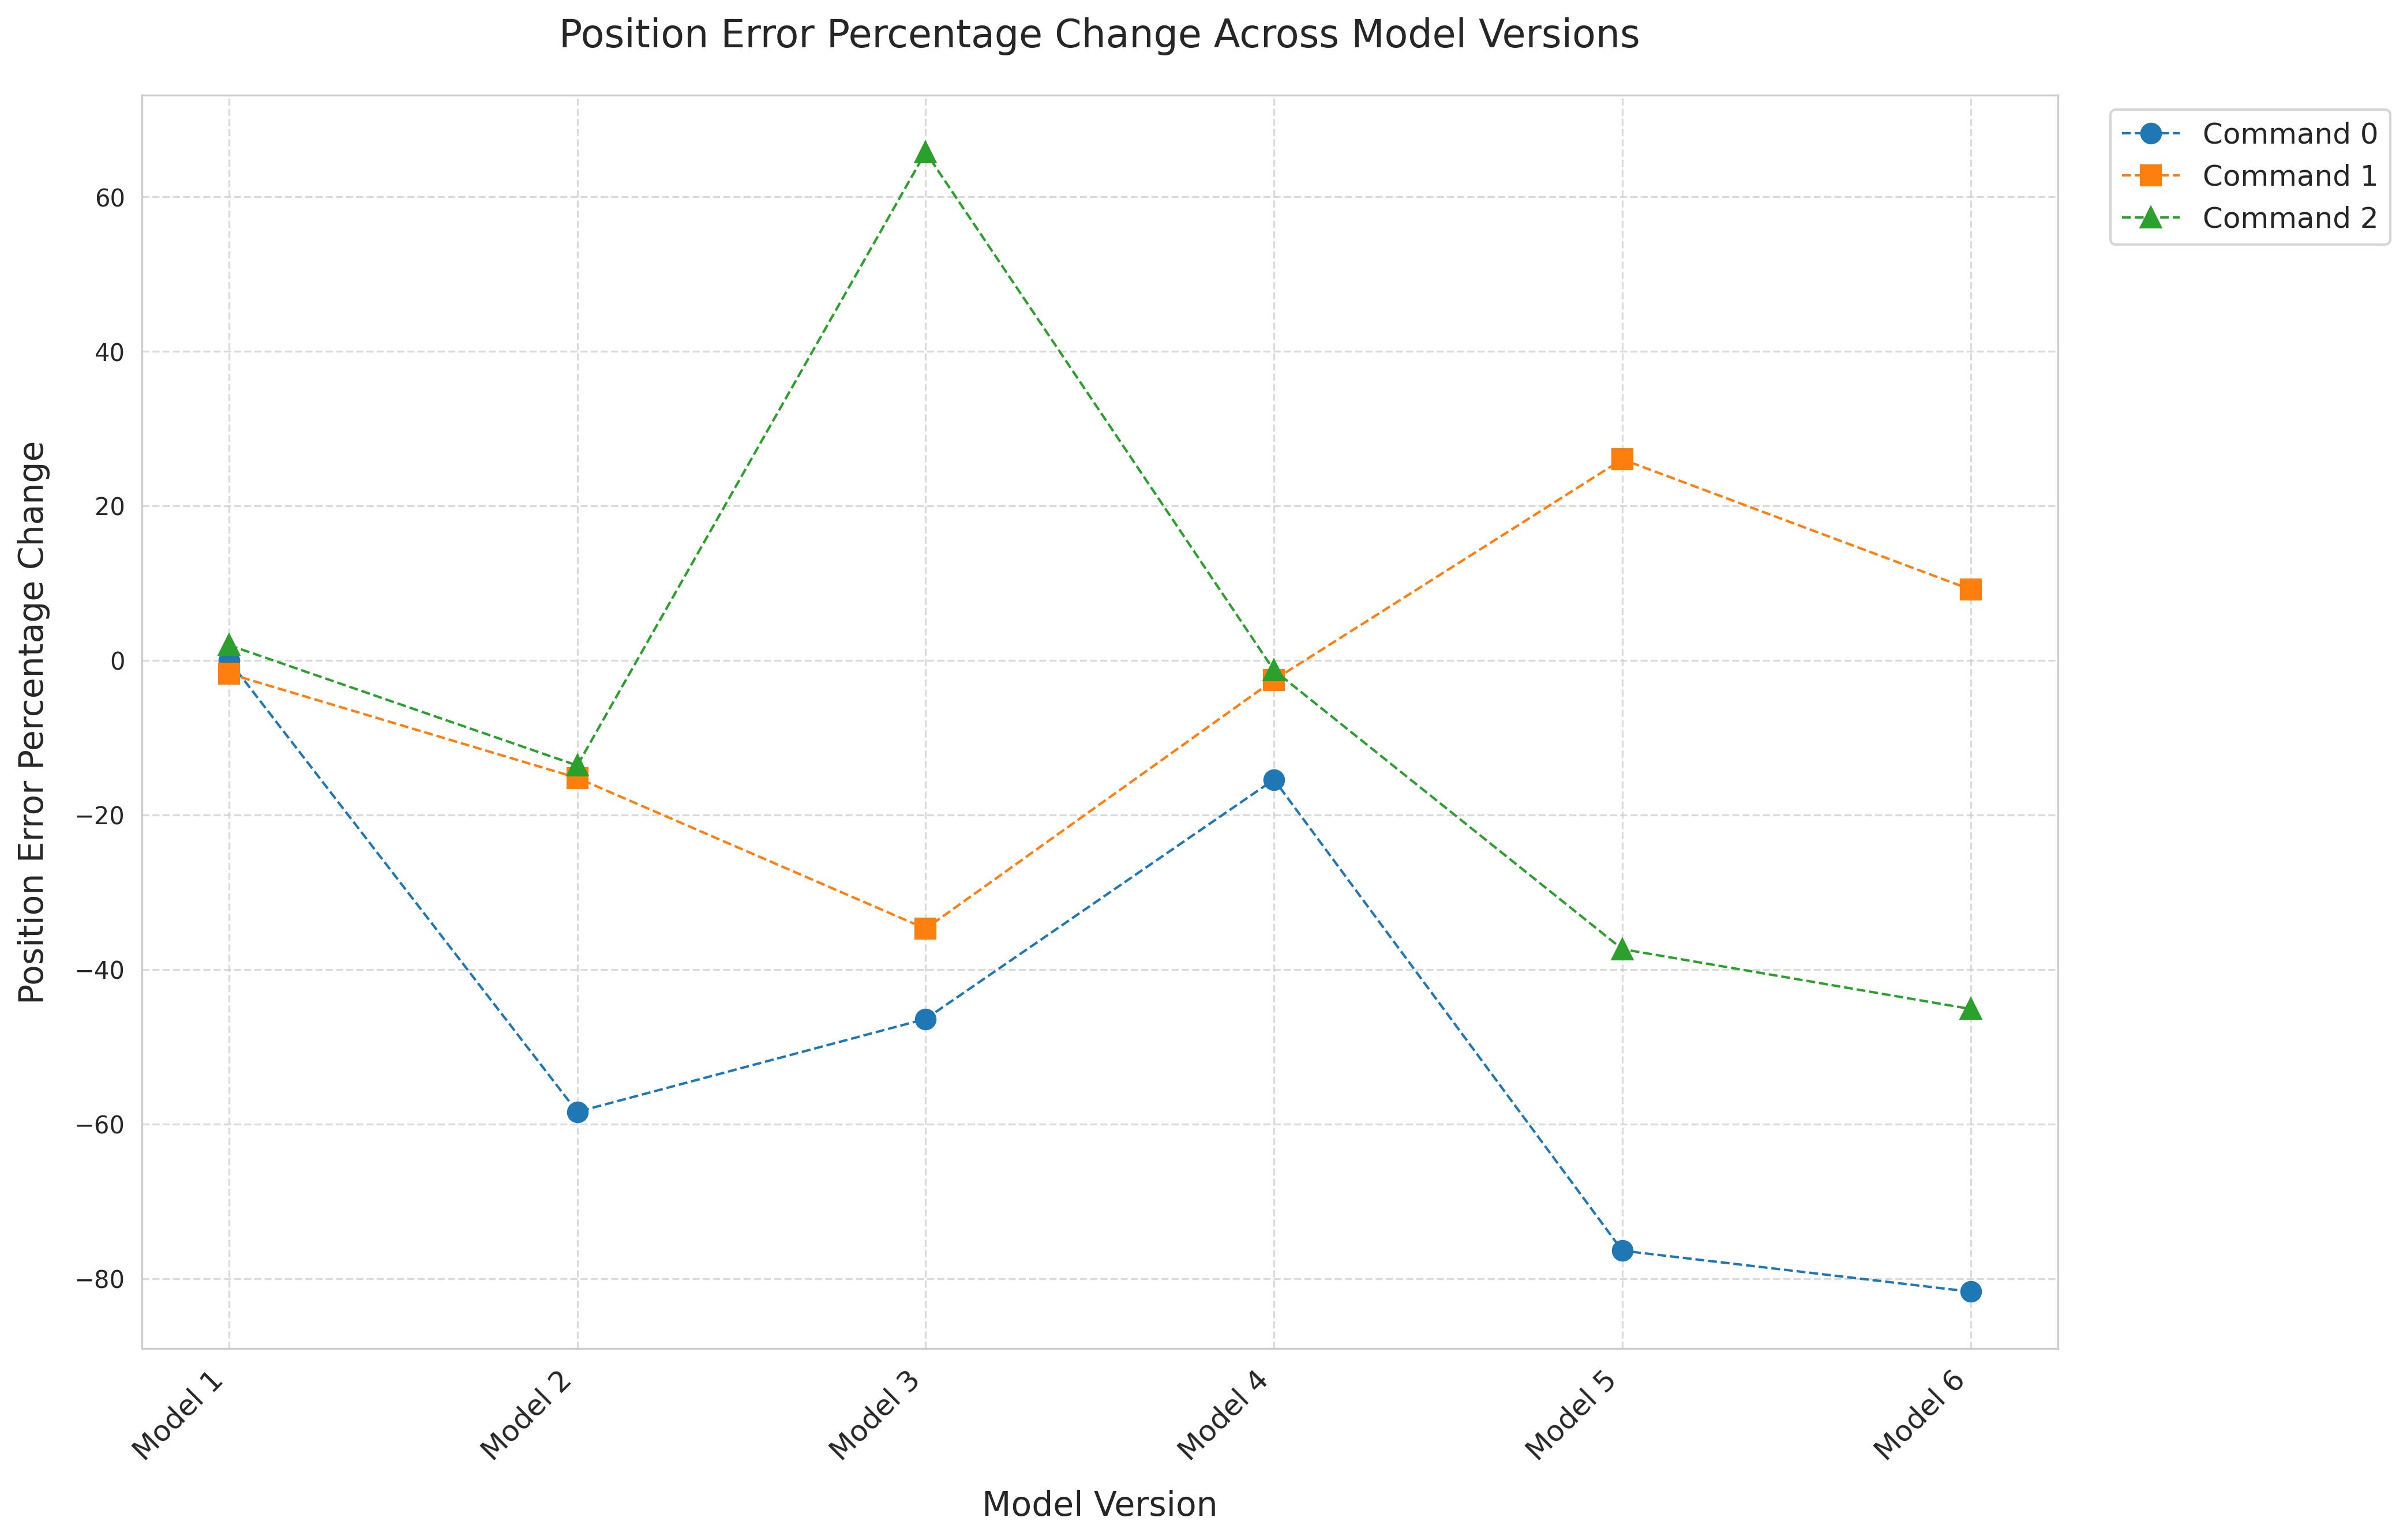 Position Error Percentage Change Across Model Versions
Command 0
Command 1
Command 2
Position Error Percentage Change
60
40
20
0
−20
−40
−60
−80
Model 1
Model 2
Model 3
Model 4
Model 5
Model 6
Model Version